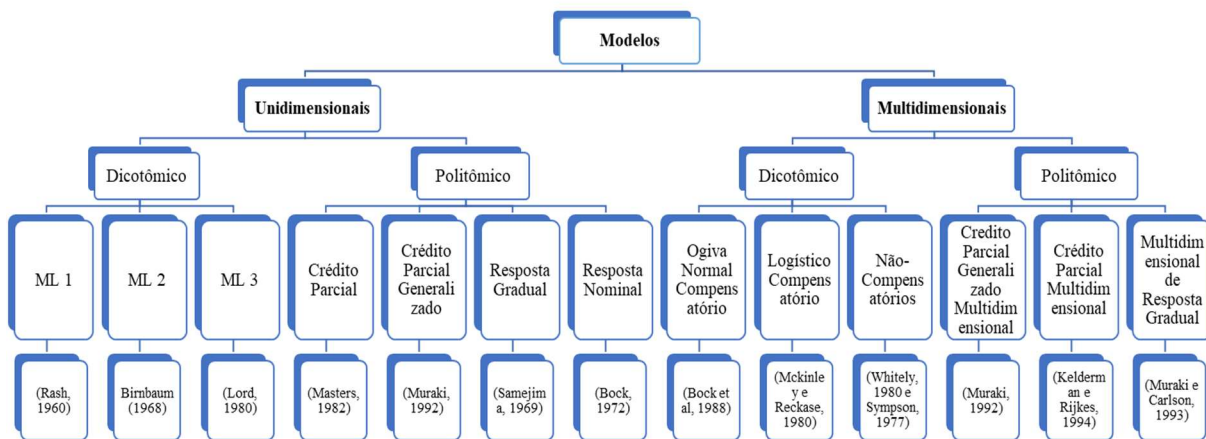 Modelos
Unidimensionais
Multidimensionais
Dicotômico
Politômico
Dicotômico
Politômico
ML 1
ML 2
ML 3
Crédito
Parcial
Crédito
Parcial
Generali
zado
Resposta
Gradual
Resposta
Nominal
Ogiva
Normal
Compens
atório
Logístico
Compens
atório
Não-
Compens
atórios
Credito
Parcial
Generali
zado
Multidim
ensional
Crédito
Parcial
Multidim
ensional
Multidim
ensional
de
Resposta
Gradual
(Rash,
1960)
Birnbaum
(1968)
(Lord,
1980)
(Masters,
1982)
(Muraki,
1992)
(Samejim
a, 1969)
(Bock,
1972)
(Bock et
al, 1988)
(Mckinle
y e
Reckase,
1980)
(Whitely,
1980 e
Sympson,
1977)
(Muraki,
1992)
(Kelderm
an e
Rijkes,
1994)
(Muraki e
Carlson,
1993)